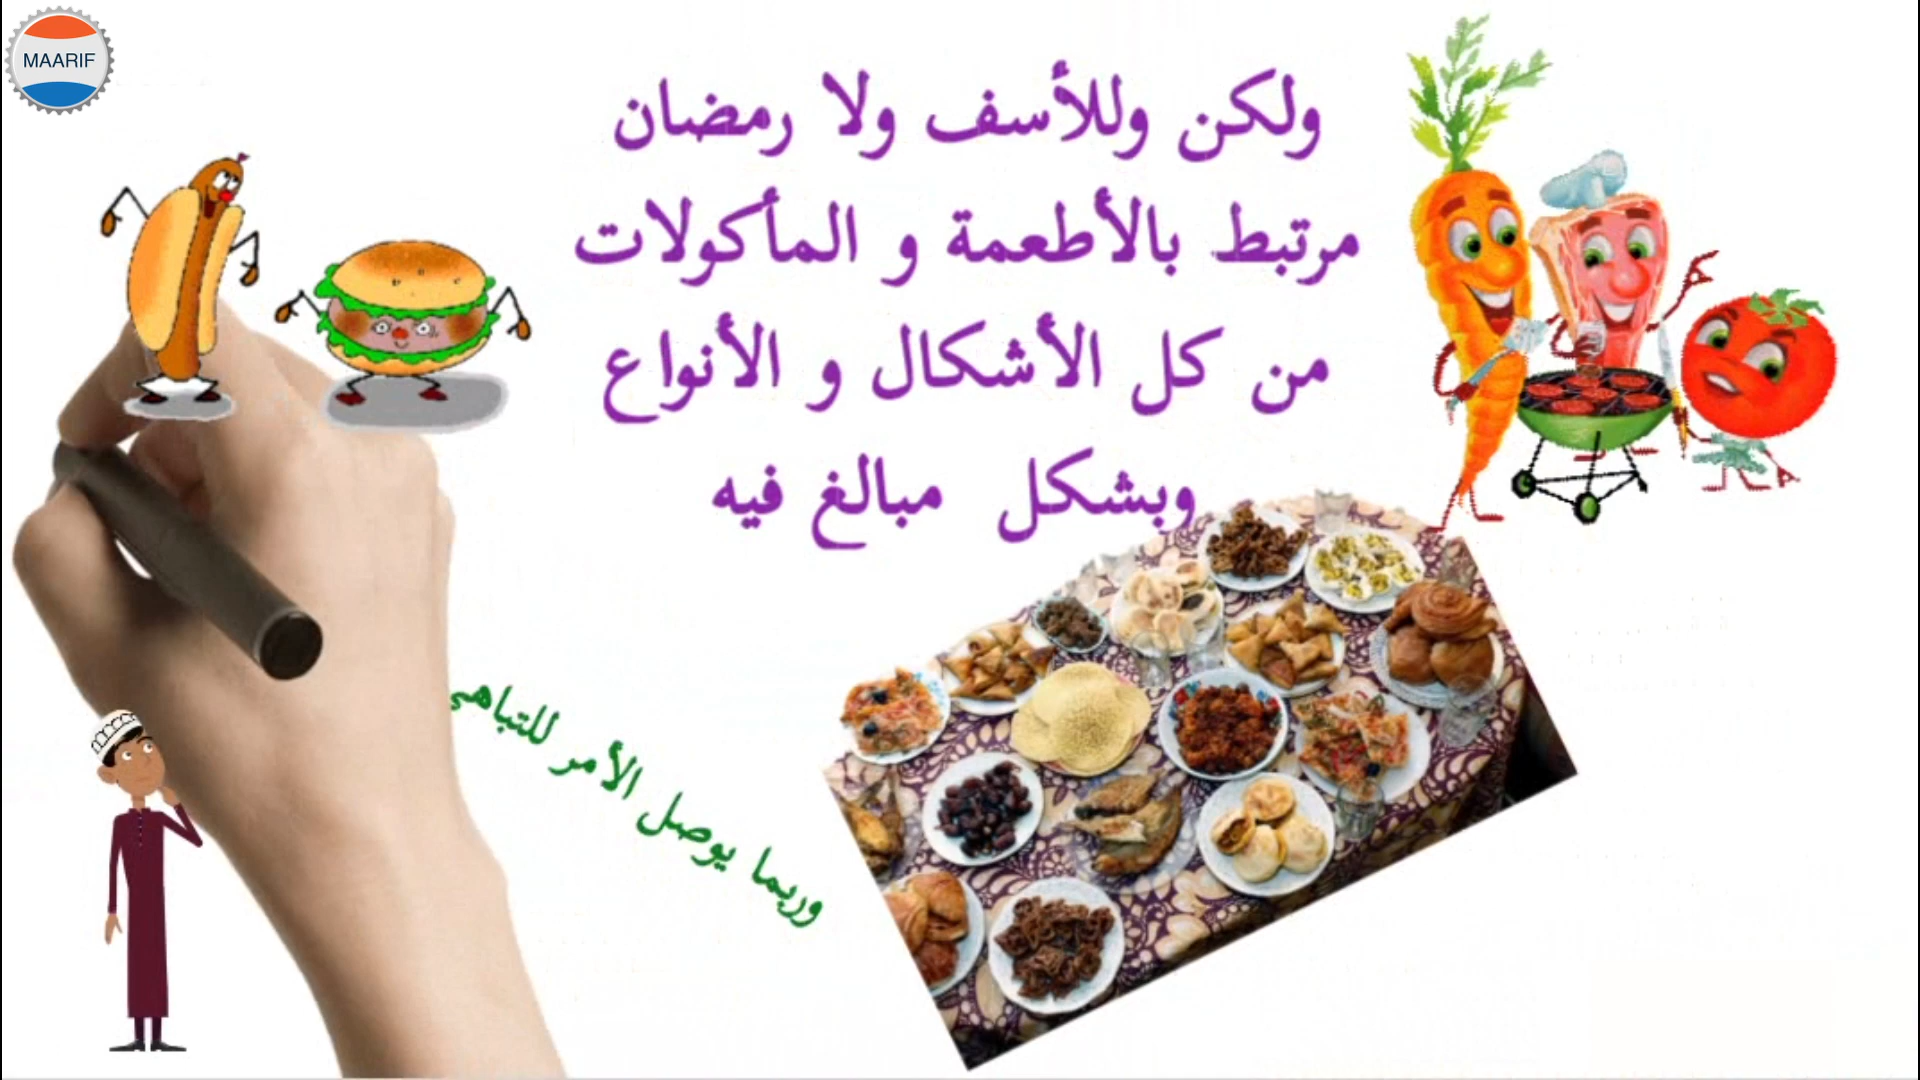 MAARIF
ولكن وللأسف ولا رمضان
مرتبط بالأطعمة و المأكولات
من كل الأشكال و الأنواع
وبشكل مبالغ فيه
وربما يوصل الأمر للتباهي